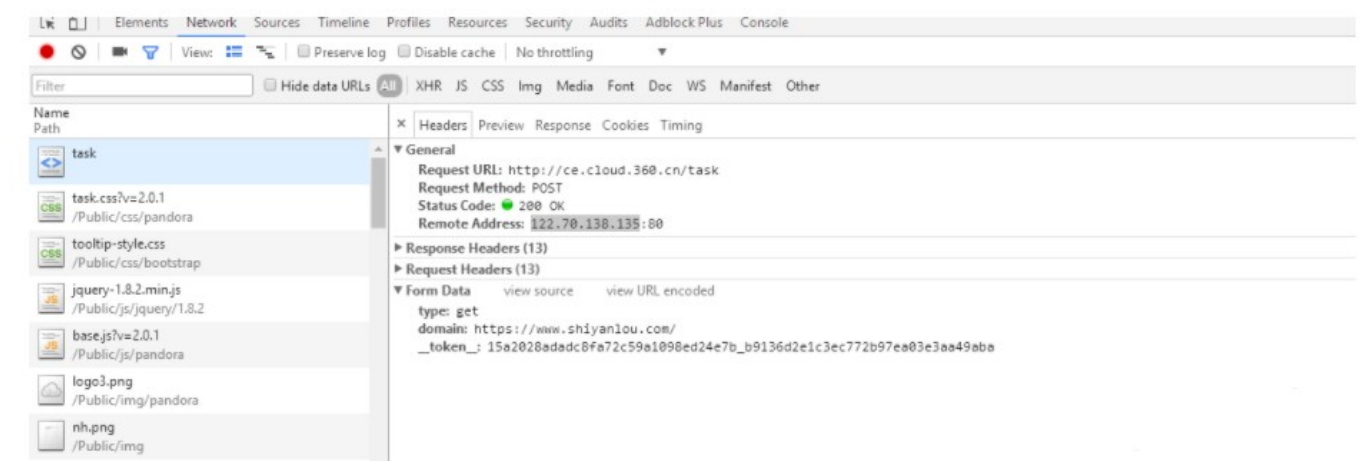 Elements Network Sources Timeline Profiles Resources Security Audits Adblock Plus Console
View: Preserve log Disable cache No throttling
Filter Hide data URLs All XHR JS CSS Img Media Font Doc WS Manifest Other
Name
Path
× Headers Preview Response Cookies Timing
task
task.css?v=2.0.1
/Public/css/pandora
tooltip-style.css
/Public/css/bootstrap
jquery-1.8.2.min.js
/Public/js/jquery/1.8.2
base.js?v=2.0.1
/Public/js/pandora
logo3.png
/Public/img/pandora
nh.png
/Public/img
General
Request URL: http://ce.cloud.360.cn/task
Request Method: POST
Status Code: 200 OK
Remote Address: 122.70.138.135:80
Response Headers (13)
Request Headers (13)
Form Data view source view URL encoded
type: get
domain: https://www.shiyanlou.com/
__token__: 15a2028adadc8fa72c59a1098ed24e7b_b9136d2e1c3ec772b97ea03e3aa49aba